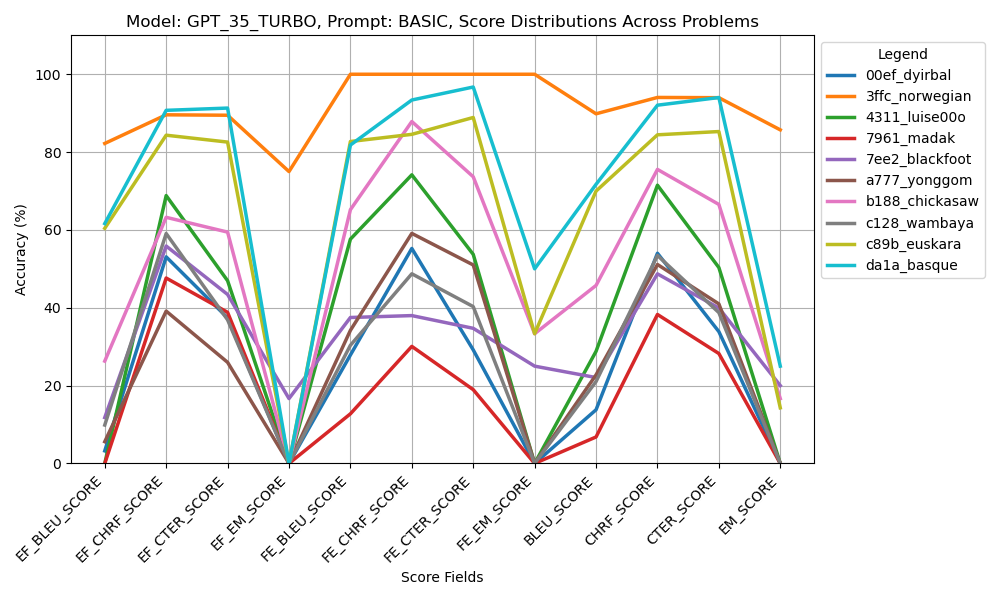 Model: GPT_35_TURBO, Prompt: BASIC, Score Distributions Across Problems
Accuracy (%)
100
80
60
40
20
0
EF_BLEU_SCORE
EF_CHRF_SCORE
EF_CTER_SCORE
EF_EM_SCORE
FE_BLEU_SCORE
FE_CHRF_SCORE
FE_CTER_SCORE
FE_EM_SCORE
BLEU_SCORE
CHRF_SCORE
CTER_SCORE
EM_SCORE
Score Fields
Legend
00ef_dyirbal
3ffc_norwegian
4311_luise00o
7961_madak
7ee2_blackfoot
a777_yonggom
b188_chickasaw
c128_wambaya
c89b_euskara
da1a_basque